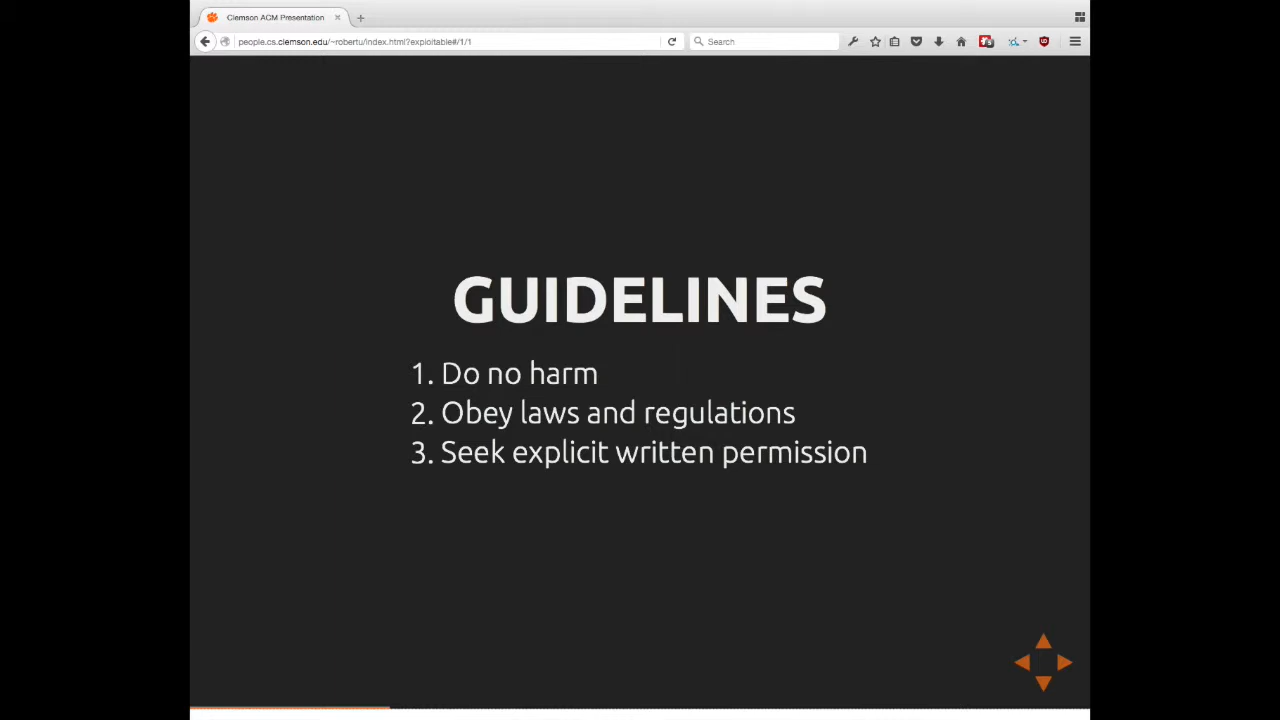 Clemson ACM Presentation
people.cs.clemson.edu/~robertu/index.html?exploitable#/1/1
Search
GUIDELINES
1. Do no harm
2. Obey laws and regulations
3. Seek explicit written permission